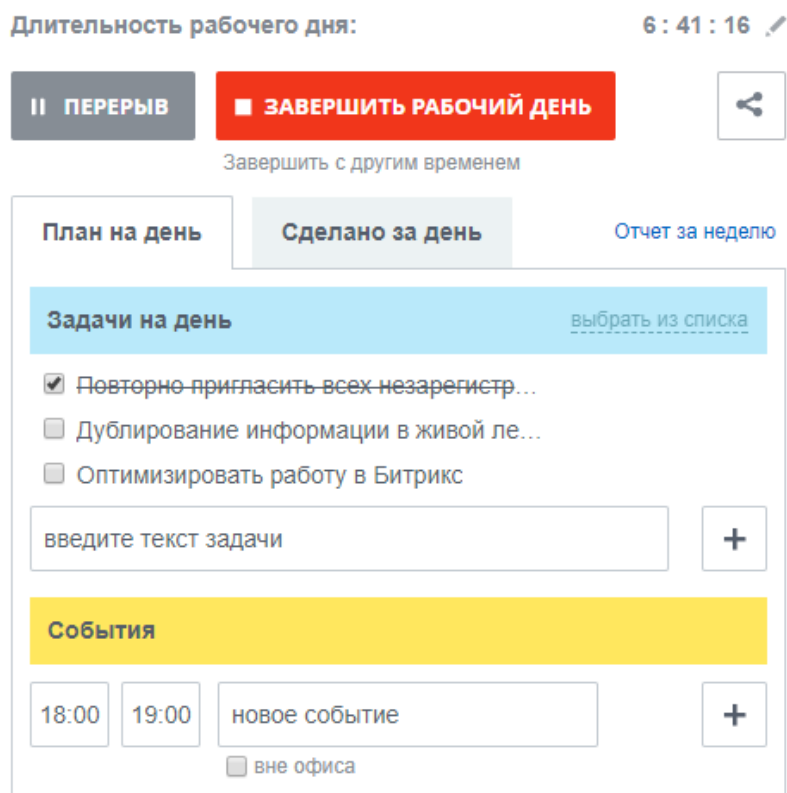 Длительность рабочего дня: 6 : 41 : 16
ПЕРЕРЫВ ЗАВЕРШИТЬ РАБОЧИЙ ДЕНЬ
Завершить с другим временем
План на день Сделано за день Отчет за неделю
Задачи на день выбрать из списка
Повторно пригласить всех незарегистр...
Дублирование информации в живой ле...
Оптимизировать работу в Битрикс
введите текст задачи +
События
18:00 19:00 новое событие +
вне офиса